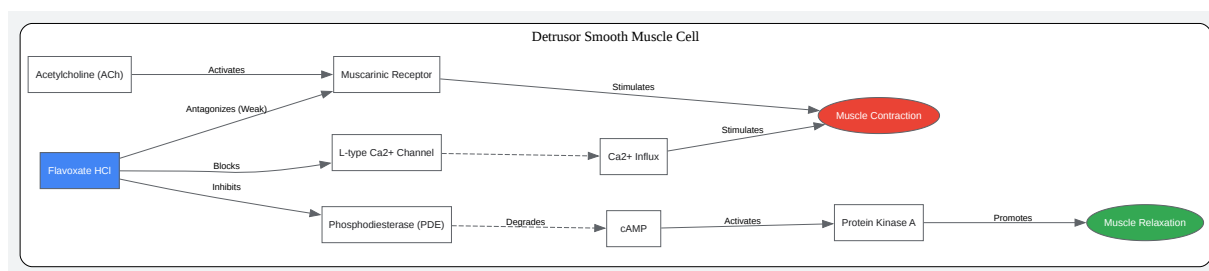 Detrusor Smooth Muscle Cell
Acetylcholine (ACh)
Activates
Muscarinic Receptor
Stimulates
Antagonizes (Weak)
Muscle Contraction
Stimulates
L-type Ca2+ Channel
Ca2+ Influx
Flavoxate HCl
Blocks
Inhibits
Phosphodiesterase (PDE)
Degrades
cAMP
Activates
Protein Kinase A
Promotes
Muscle Relaxation